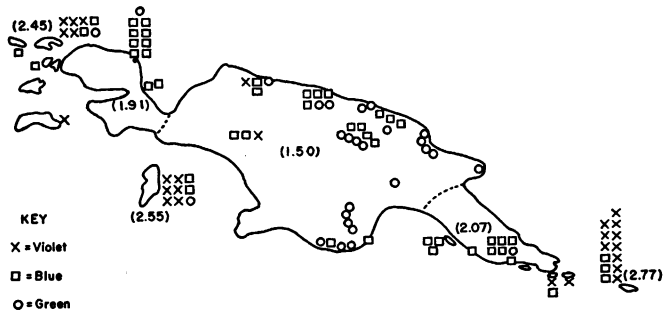 (2.45)
(1.91)
(1.50)
(2.55)
(2.07)
(2.77)
KEY
X = Violet
□ = Blue
○ = Green